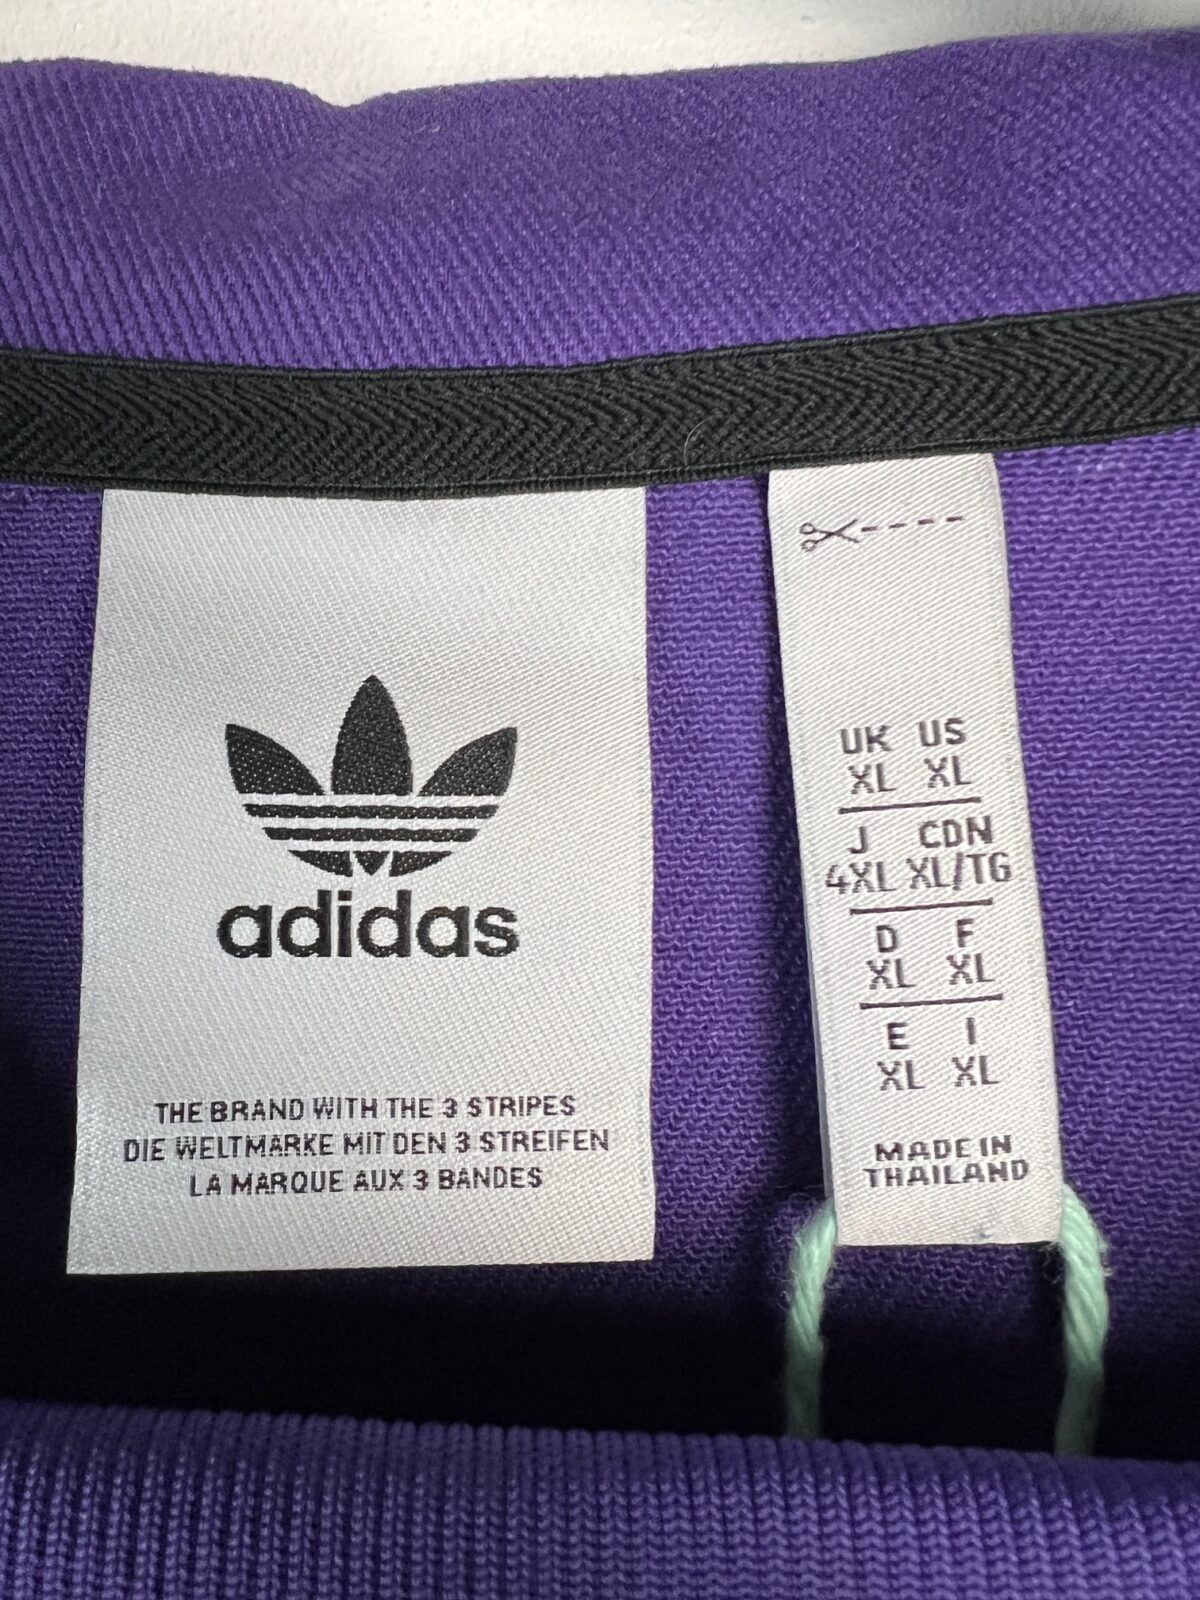 adidas
THE BRAND WITH THE 3 STRIPES
DIE WELTMARKE MIT DEN 3 STREIFEN
LA MARQUE AUX 3 BANDES
UK US
XL XL
J CDN
4XL XL/TG
D F
XL XL
E I
XL XL
MADE IN
THAILAND